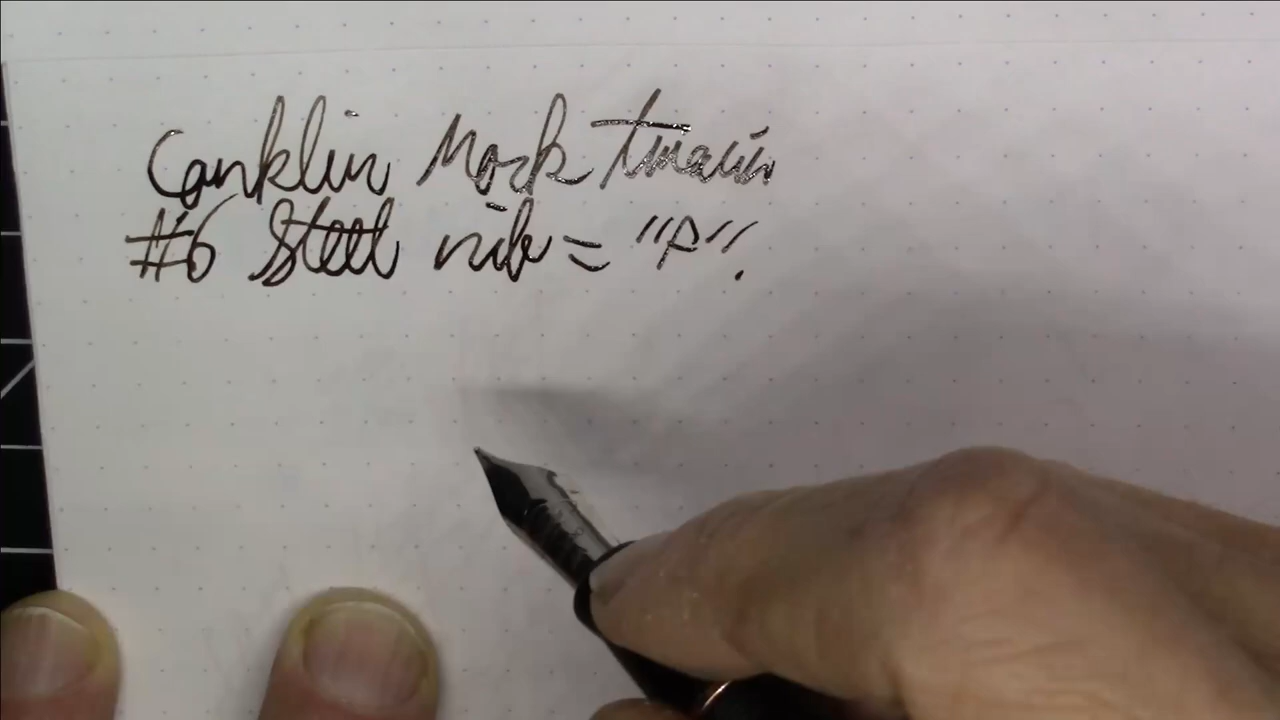 Conklin Mark Twain
#6 Steel nib = "F".